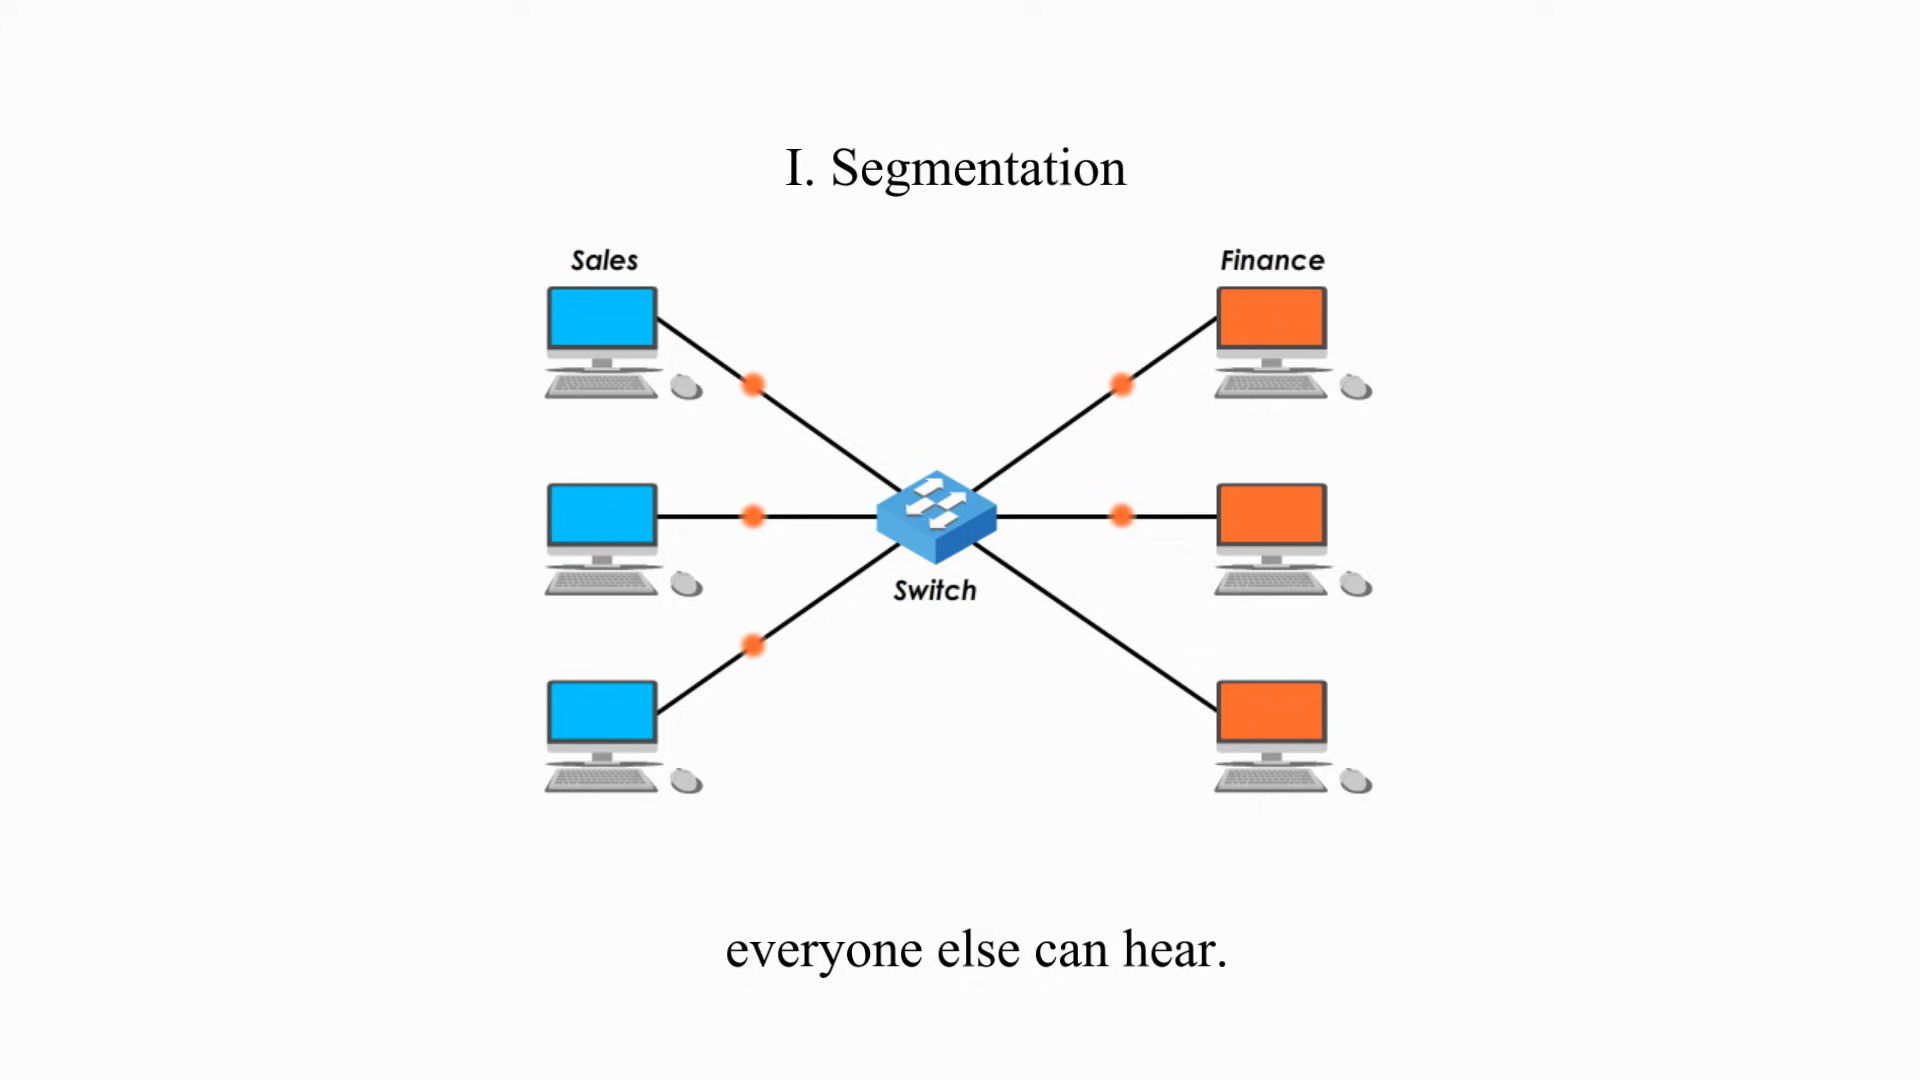 I. Segmentation
Sales
Finance
Switch
everyone else can hear.